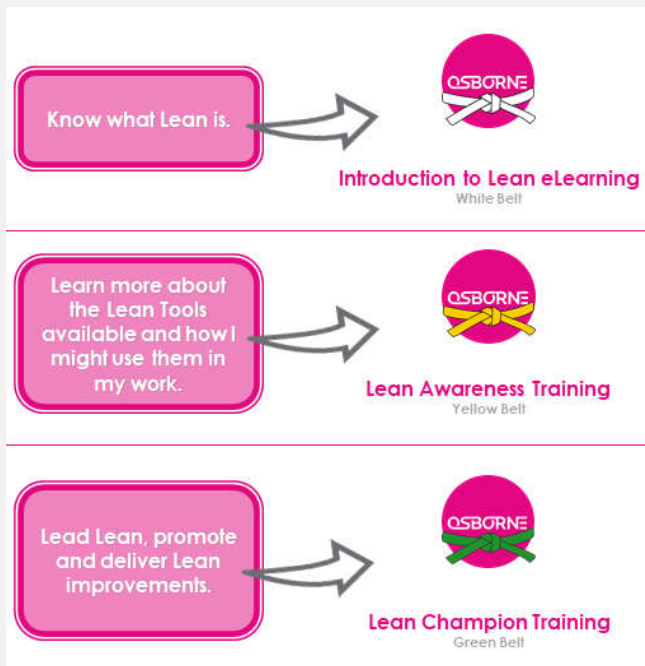 Know what Lean is.
OSBORNE
Introduction to Lean eLearning
White Belt
Learn more about
the Lean Tools
available and how I
might use them in
my work.
OSBORNE
Lean Awareness Training
Yellow Belt
Lead Lean, promote
and deliver Lean
improvements.
OSBORNE
Lean Champion Training
Green Belt